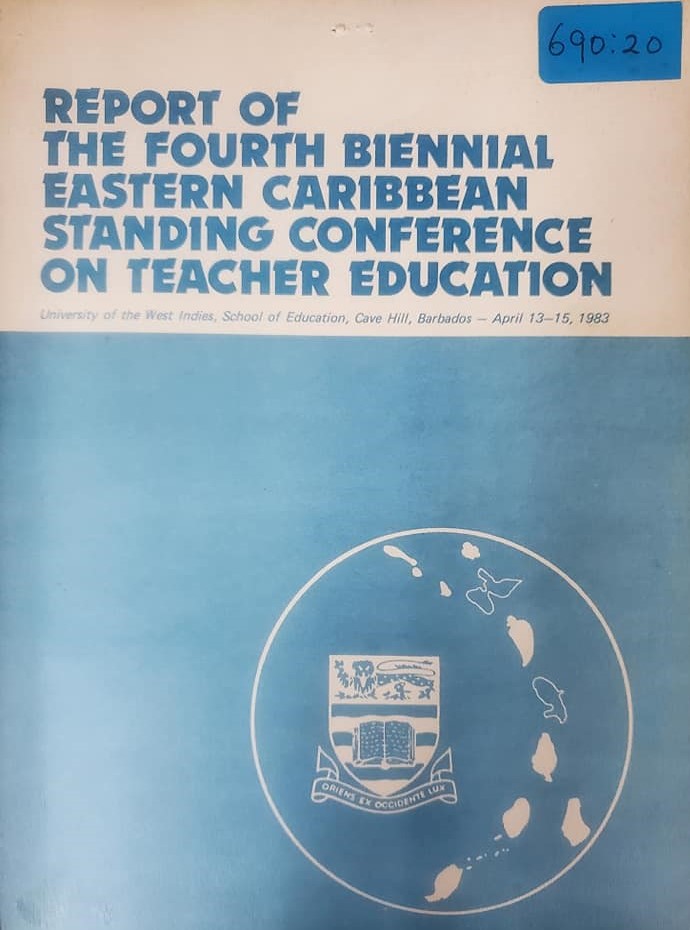 690:20
REPORT OF
THE FOURTH BIENNIAL
EASTERN CARIBBEAN
STANDING CONFERENCE
ON TEACHER EDUCATION
University of the West Indies, School of Education, Cave Hill, Barbados — April 13—15, 1983
ORIENS EX OCCIDENTE LUX